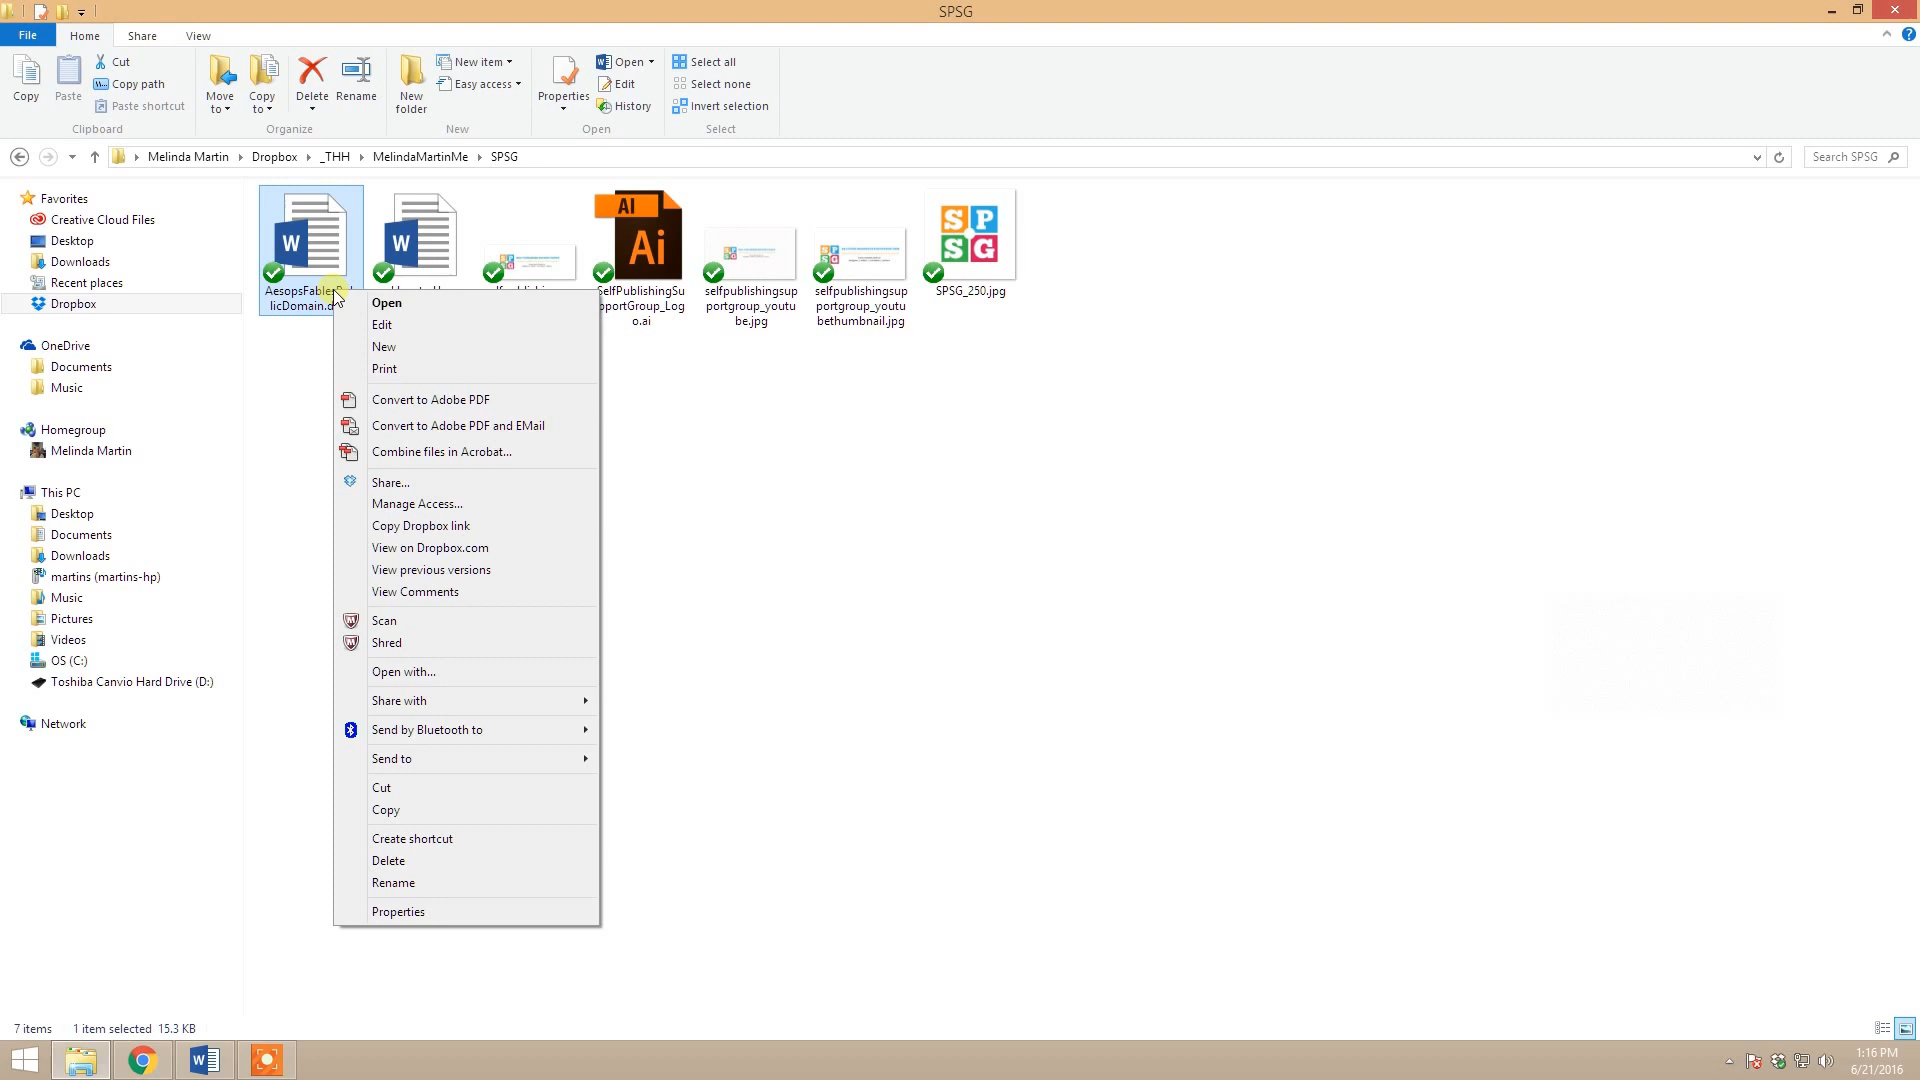 SPSG
File
Home
Share
View
Copy
Paste
Cut
Copy path
Paste shortcut
Clipboard
Move to
Copy to
Delete
Rename
Organize
New folder
New item
Easy access
New
Properties
Open
Edit
History
Open
Select all
Select none
Invert selection
Select
Melinda Martin
Dropbox
_THH
MelindaMartinMe
SPSG
Search SPSG
Favorites
Creative Cloud Files
Desktop
Downloads
Recent places
Dropbox
OneDrive
Documents
Music
Homegroup
Melinda Martin
This PC
Desktop
Documents
Downloads
martins (martins-hp)
Music
Pictures
Videos
OS (C:)
Toshiba Canvio Hard Drive (D:)
Network
W
W
AI
Ai
SP
SG
SelfPublishingSu
pportGroup_Log
o.ai
selfpublishingsup
portgroup_youtu
be.jpg
selfpublishingsup
portgroup_youtu
bethumbnail.jpg
SPSG_250.jpg
Open
Edit
New
Print
Convert to Adobe PDF
Convert to Adobe PDF and EMail
Combine files in Acrobat...
Share...
Manage Access...
Copy Dropbox link
View on Dropbox.com
View previous versions
View Comments
Scan
Shred
Open with...
Share with
Send by Bluetooth to
Send to
Cut
Copy
Create shortcut
Delete
Rename
Properties
7 items
1 item selected 15.3 KB
1:16 PM
6/21/2016